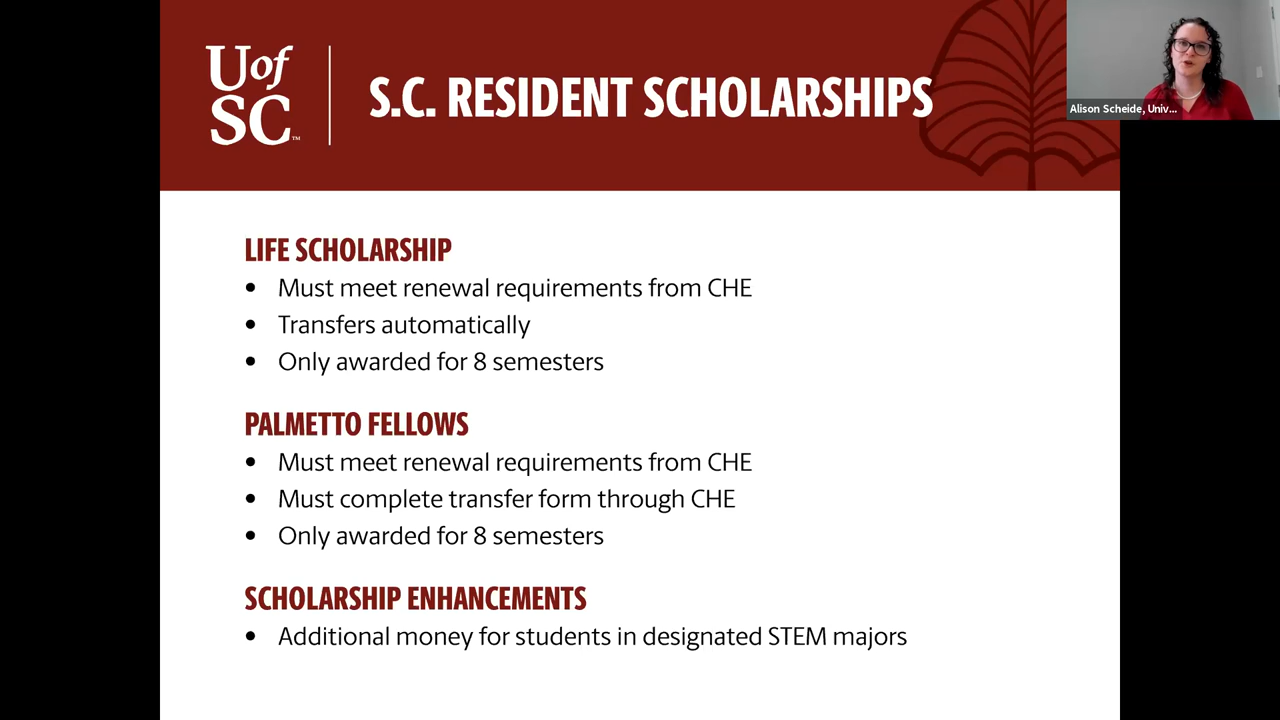 UofSC™
S.C. RESIDENT SCHOLARSHIPS
Alison Scheide, Univ...
LIFE SCHOLARSHIP
• Must meet renewal requirements from CHE
• Transfers automatically
• Only awarded for 8 semesters
PALMETTO FELLOWS
• Must meet renewal requirements from CHE
• Must complete transfer form through CHE
• Only awarded for 8 semesters
SCHOLARSHIP ENHANCEMENTS
• Additional money for students in designated STEM majors